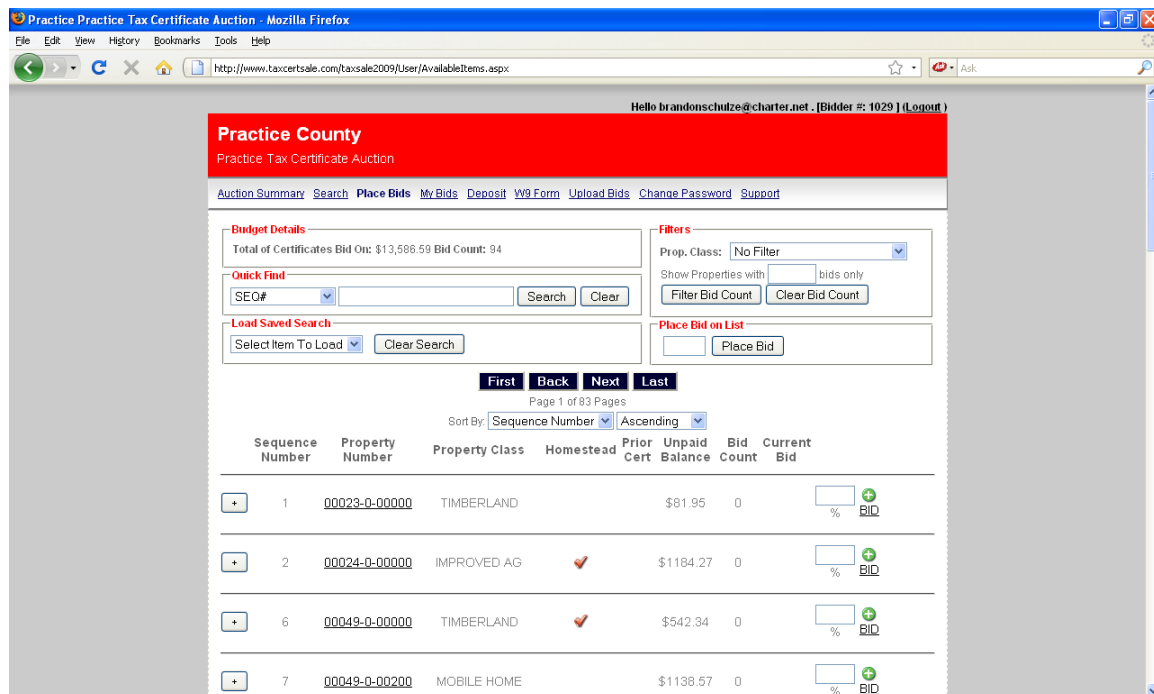 Practice Practice Tax Certificate Auction - Mozilla Firefox
File Edit View History Bookmarks Tools Help
http://www.taxcertsale.com/taxsale2009/User/AvailableItems.aspx Ask
Hello brandonschulze@charter.net . [Bidder #: 1029 ] (Logout )
Practice County
Practice Tax Certificate Auction
Auction Summary Search Place Bids My Bids Deposit W9 Form Upload Bids Change Password Support
Budget Details
Total of Certificates Bid On: $13,586.59 Bid Count: 94
Filters
Prop. Class: No Filter
Show Properties with bids only
Filter Bid Count Clear Bid Count
Quick Find
SEQ# Search Clear
Load Saved Search
Select Item To Load Clear Search
Place Bid on List
Place Bid
First Back Next Last
Page 1 of 83 Pages
Sort By: Sequence Number Ascending
Sequence Number Property Number Property Class Homestead Prior Cert Unpaid Balance Bid Count Current Bid
+ 1 00023-0-00000 TIMBERLAND $81.95 0 % BID
+ 2 00024-0-00000 IMPROVED AG $1184.27 0 % BID
+ 6 00049-0-00000 TIMBERLAND $542.34 0 % BID
+ 7 00049-0-00200 MOBILE HOME $1138.57 0 % BID